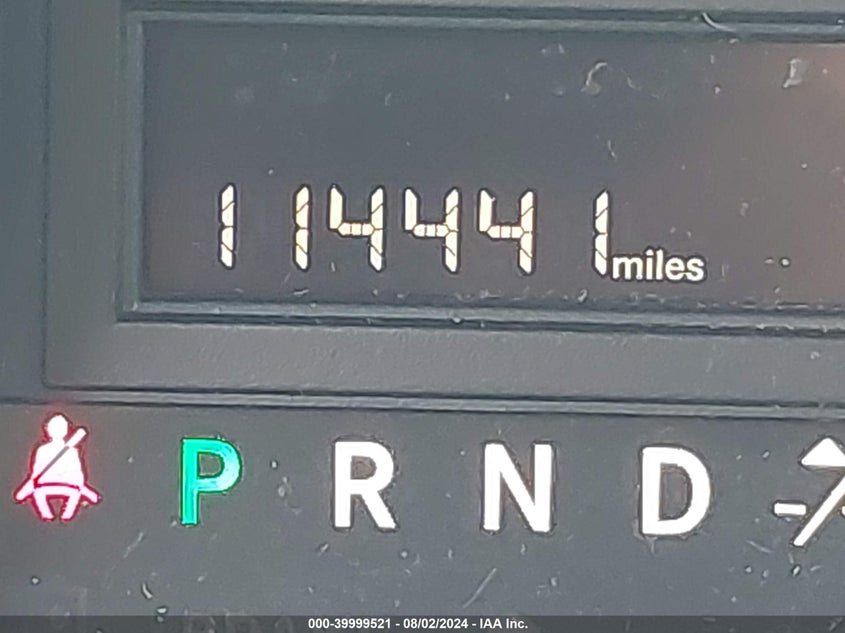 114441 miles
P R N D
000-39999521 - 08/02/2024 - IAA Inc.